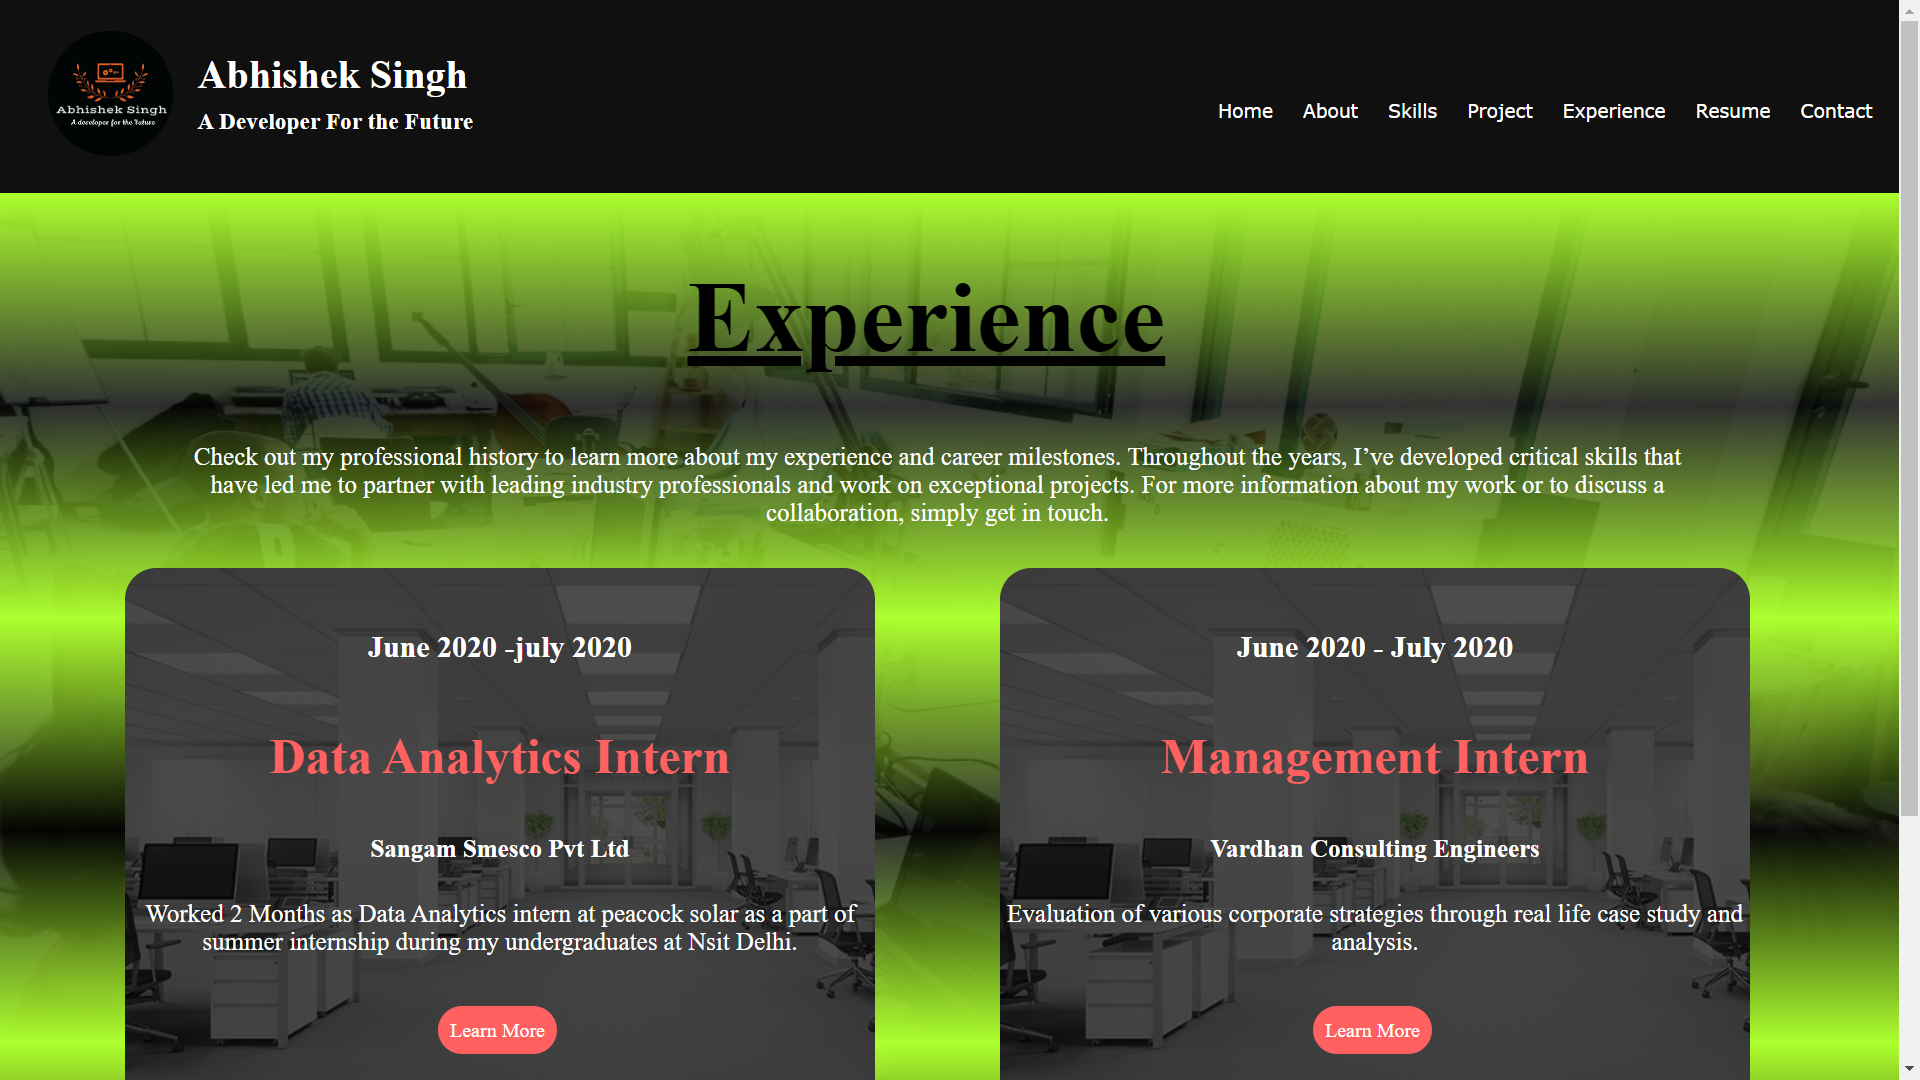 Abhishek Singh
A developer for the Future
Abhishek Singh
A Developer For the Future
Home About Skills Project Experience Resume Contact
Experience
Check out my professional history to learn more about my experience and career milestones. Throughout the years, I’ve developed critical skills that
have led me to partner with leading industry professionals and work on exceptional projects. For more information about my work or to discuss a
collaboration, simply get in touch.
June 2020 -july 2020
Data Analytics Intern
Sangam Smesco Pvt Ltd
Worked 2 Months as Data Analytics intern at peacock solar as a part of
summer internship during my undergraduates at Nsit Delhi.
Learn More
June 2020 - July 2020
Management Intern
Vardhan Consulting Engineers
Evaluation of various corporate strategies through real life case study and
analysis.
Learn More